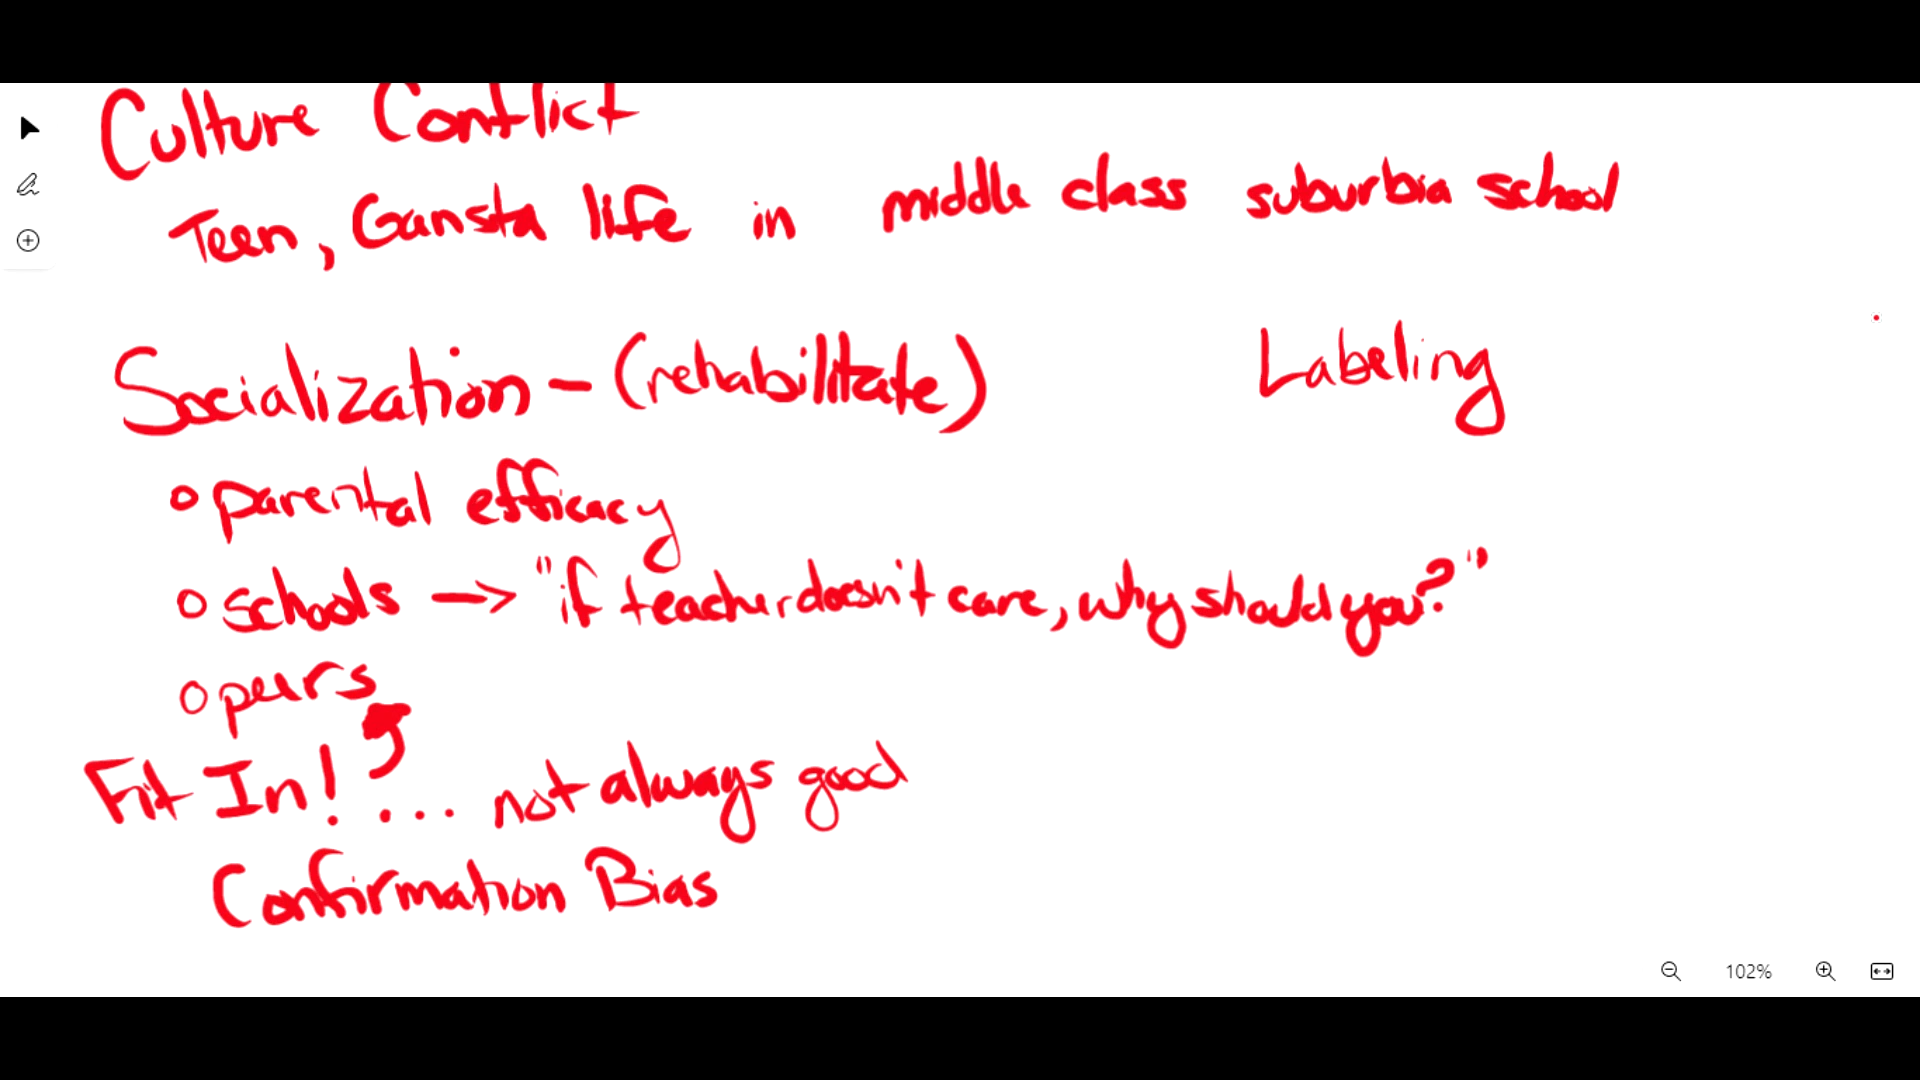 Culture Conflict
Teen, Gansta life in middle class suburbia school
Socialization - (rehabilitate)
Labeling
o parental efficacy
o schools → "if teacher doesn't care, why should you?"
o peers
Fit In! ... not always good
Confirmation Bias
102%